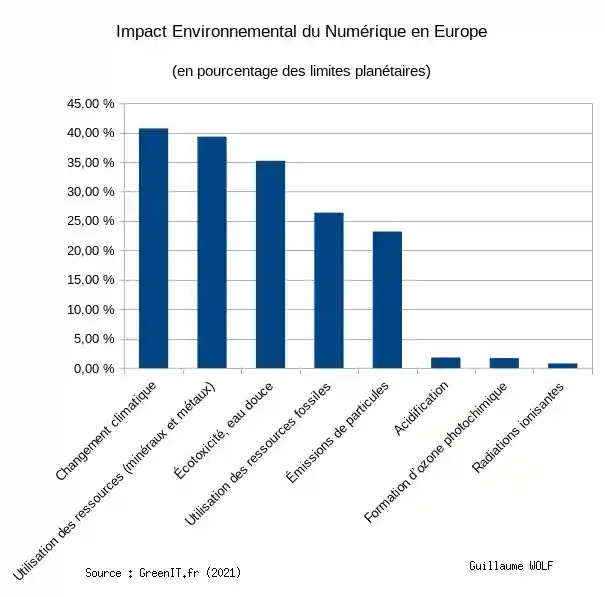 Impact Environnemental du Numérique en Europe
(en pourcentage des limites planétaires)
45,00 %
40,00 %
35,00 %
30,00 %
25,00 %
20,00 %
15,00 %
10,00 %
5,00 %
0,00 %
Changement climatique
Utilisation des ressources (minéraux et métaux)
Écotoxicité, eau douce
Utilisation des ressources fossiles
Émissions de particules
Acidification
Formation d'ozone photochimique
Radiations ionisantes
Source : GreenIT.fr (2021)
Guillaume WOLF